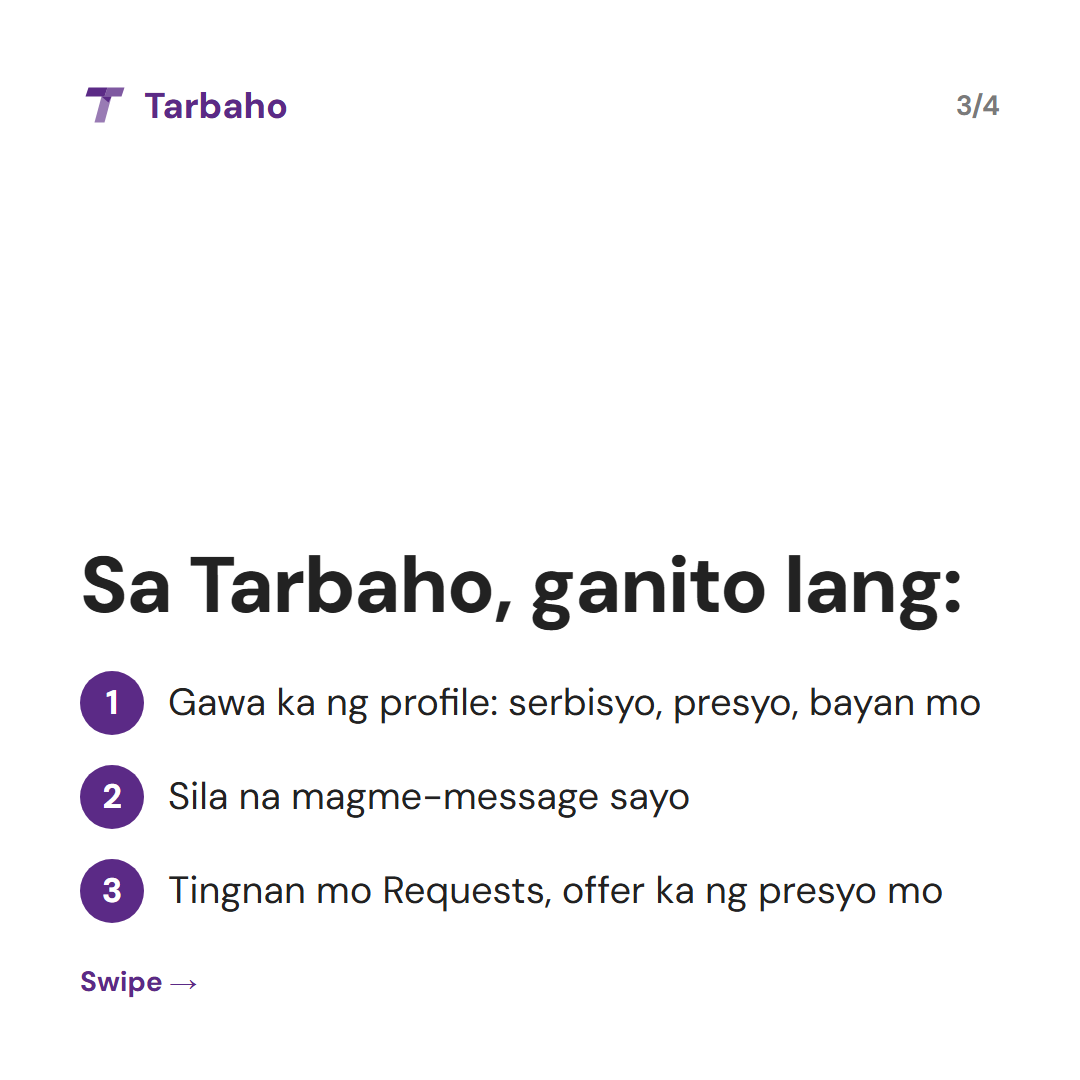 Tarbaho
3/4
Sa Tarbaho, ganito lang:
1 Gawa ka ng profile: serbisyo, presyo, bayan mo
2 Sila na magme-message sayo
3 Tingnan mo Requests, offer ka ng presyo mo
Swipe →